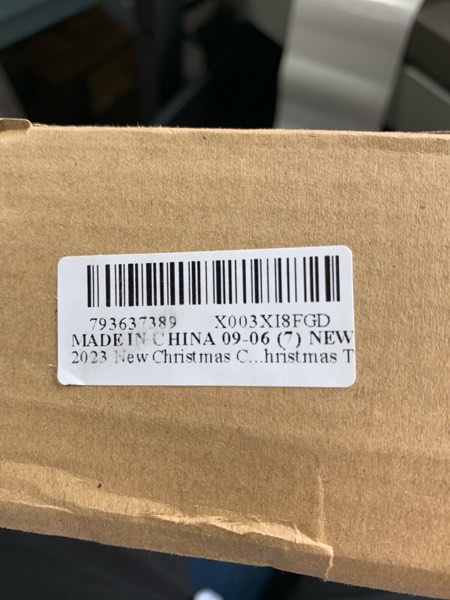 793637389 X003XI8FGD
MADE IN CHINA 09-06 (7) NEW
2023 New Christmas C...hristmas T